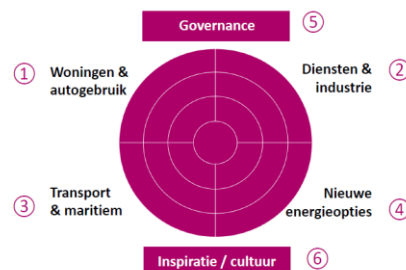 Governance
⑤
① Woningen &
autogebruik
Diensten &
industrie ②
③ Transport
& maritiem
Nieuwe
energieopties ④
Inspiratie / cultuur
⑥